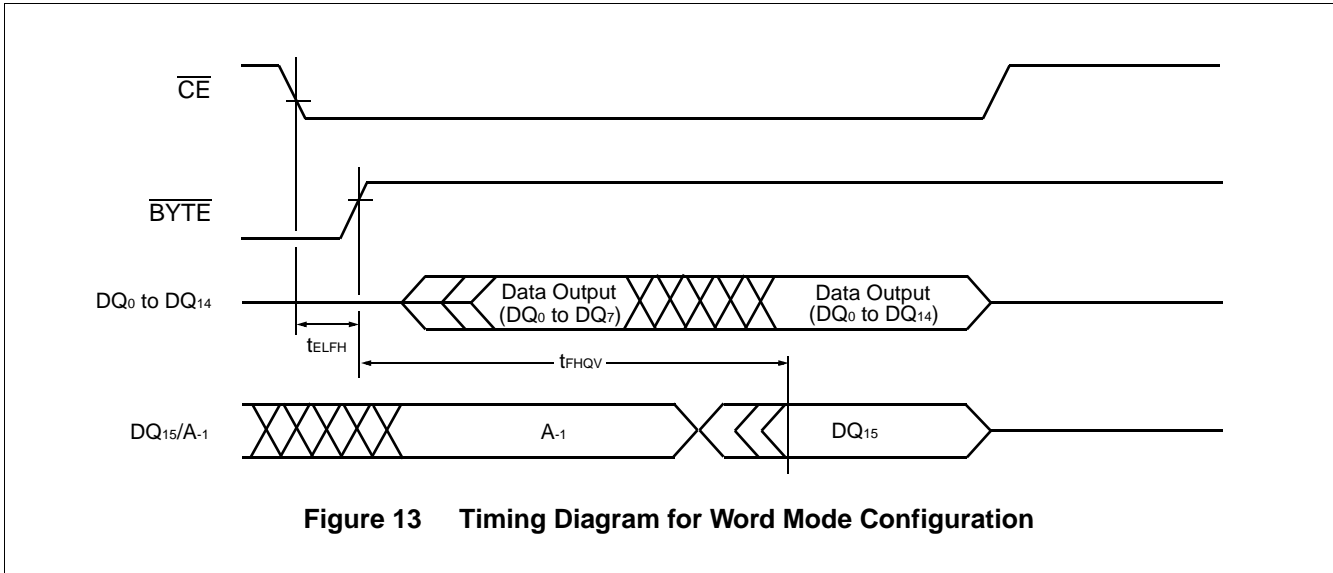 CE
BYTE
DQ0 to DQ14
Data Output
(DQ0 to DQ7)
Data Output
(DQ0 to DQ14)
tELFH
tFHQV
DQ15/A-1
A-1
DQ15
Figure 13 Timing Diagram for Word Mode Configuration